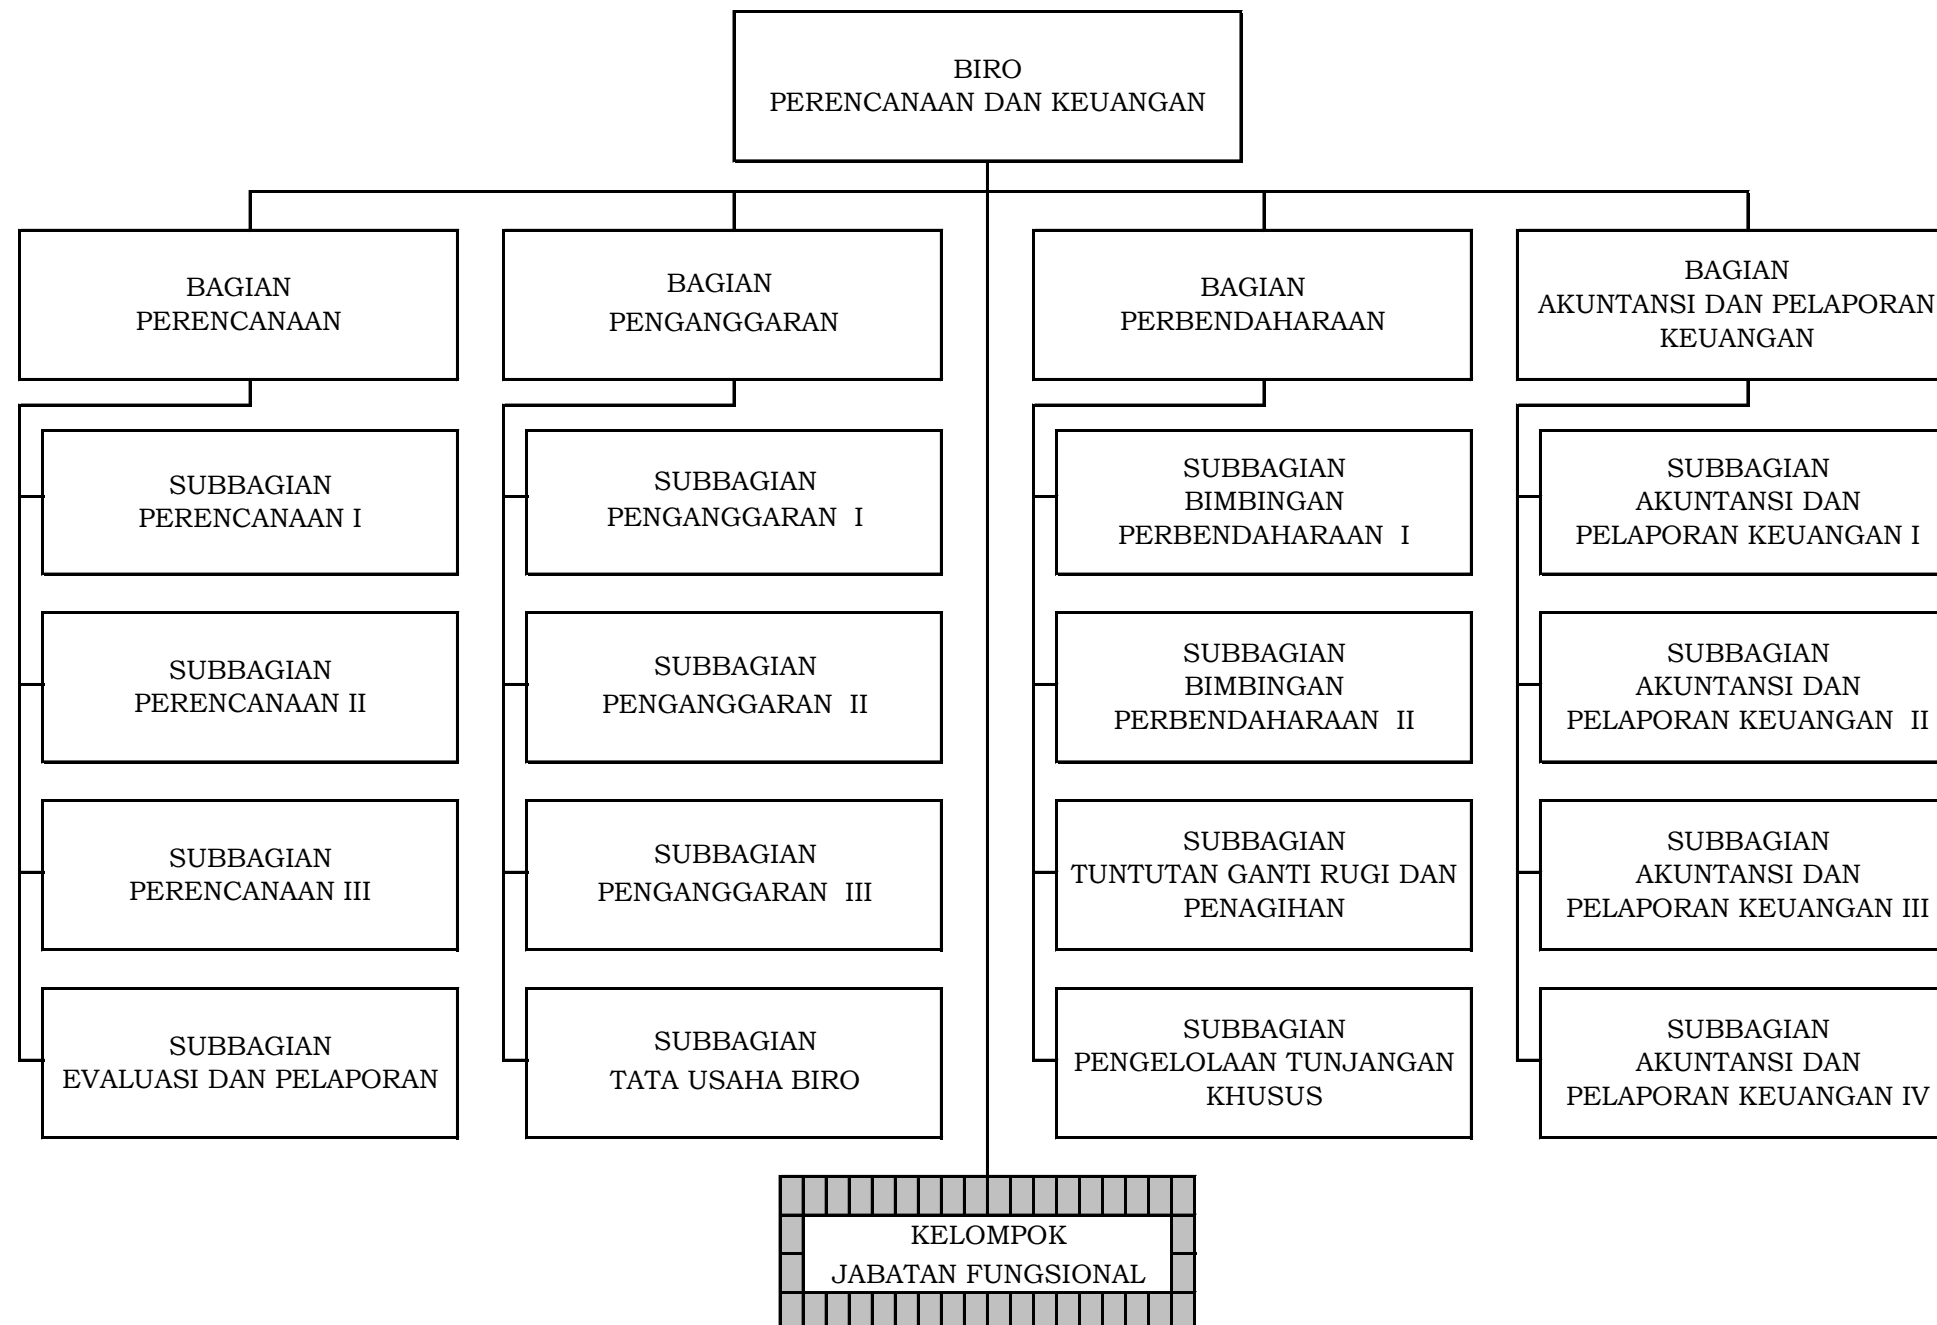 BIRO
PERENCANAAN DAN KEUANGAN
BAGIAN
PERENCANAAN
BAGIAN
PENGANGGARAN
BAGIAN
PERBENDAHARAAN
BAGIAN
AKUNTANSI DAN PELAPORAN
KEUANGAN
SUBBAGIAN
PERENCANAAN I
SUBBAGIAN
PENGANGGARAN I
SUBBAGIAN
BIMBINGAN
PERBENDAHARAAN I
SUBBAGIAN
AKUNTANSI DAN
PELAPORAN KEUANGAN I
SUBBAGIAN
PERENCANAAN II
SUBBAGIAN
PENGANGGARAN II
SUBBAGIAN
BIMBINGAN
PERBENDAHARAAN II
SUBBAGIAN
AKUNTANSI DAN
PELAPORAN KEUANGAN II
SUBBAGIAN
PERENCANAAN III
SUBBAGIAN
PENGANGGARAN III
SUBBAGIAN
TUNTUTAN GANTI RUGI DAN
PENAGIHAN
SUBBAGIAN
AKUNTANSI DAN
PELAPORAN KEUANGAN III
SUBBAGIAN
EVALUASI DAN PELAPORAN
SUBBAGIAN
TATA USAHA BIRO
SUBBAGIAN
PENGELOLAAN TUNJANGAN
KHUSUS
SUBBAGIAN
AKUNTANSI DAN
PELAPORAN KEUANGAN IV
KELOMPOK
JABATAN FUNGSIONAL